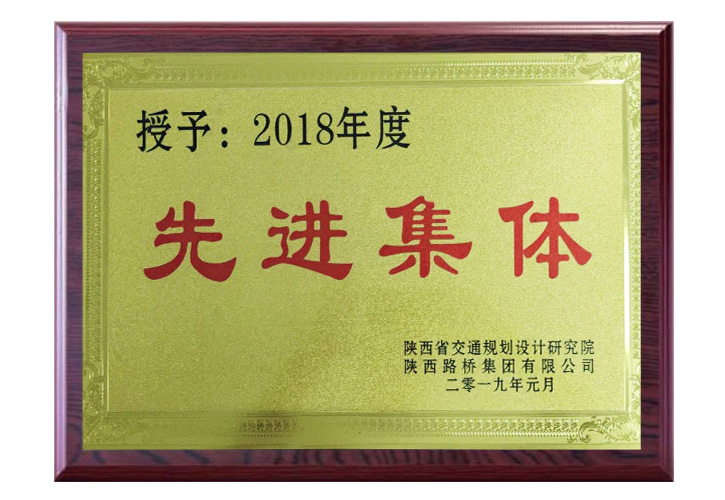 授予：2018年度
先进集体
陕西省交通规划设计研究院
陕西路桥集团有限公司
二零一九年元月